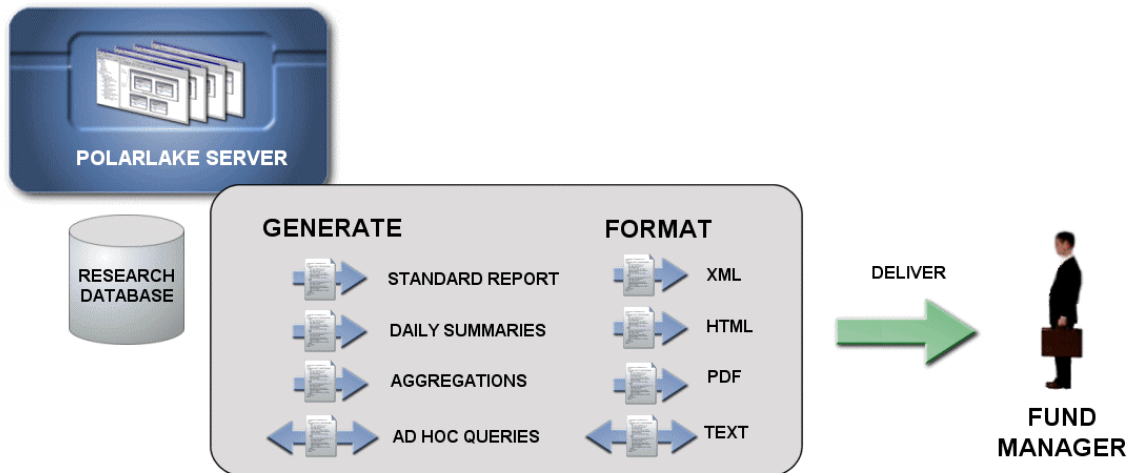 POLARLAKE SERVER
RESEARCH
DATABASE
GENERATE
STANDARD REPORT
DAILY SUMMARIES
AGGREGATIONS
AD HOC QUERIES
FORMAT
XML
HTML
PDF
TEXT
DELIVER
FUND
MANAGER